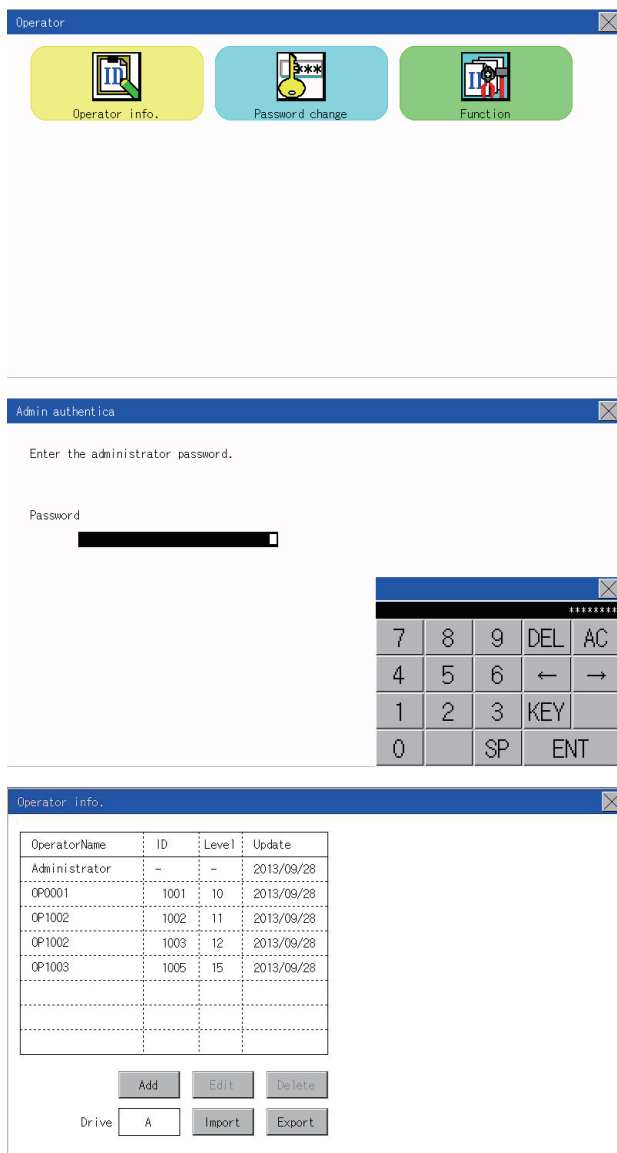 Operator
ID
***
ID
Operator info. Password change Function
Admin authentica
Enter the administrator password.
Password
********
7 8 9 DEL AC
4 5 6 ← →
1 2 3 KEY
0 SP ENT
Operator info.
OperatorName ID Level Update
Administrator - - 2013/09/28
OP0001 1001 10 2013/09/28
OP1002 1002 11 2013/09/28
OP1002 1003 12 2013/09/28
OP1003 1005 15 2013/09/28
Add Edit Delete
Drive A Import Export